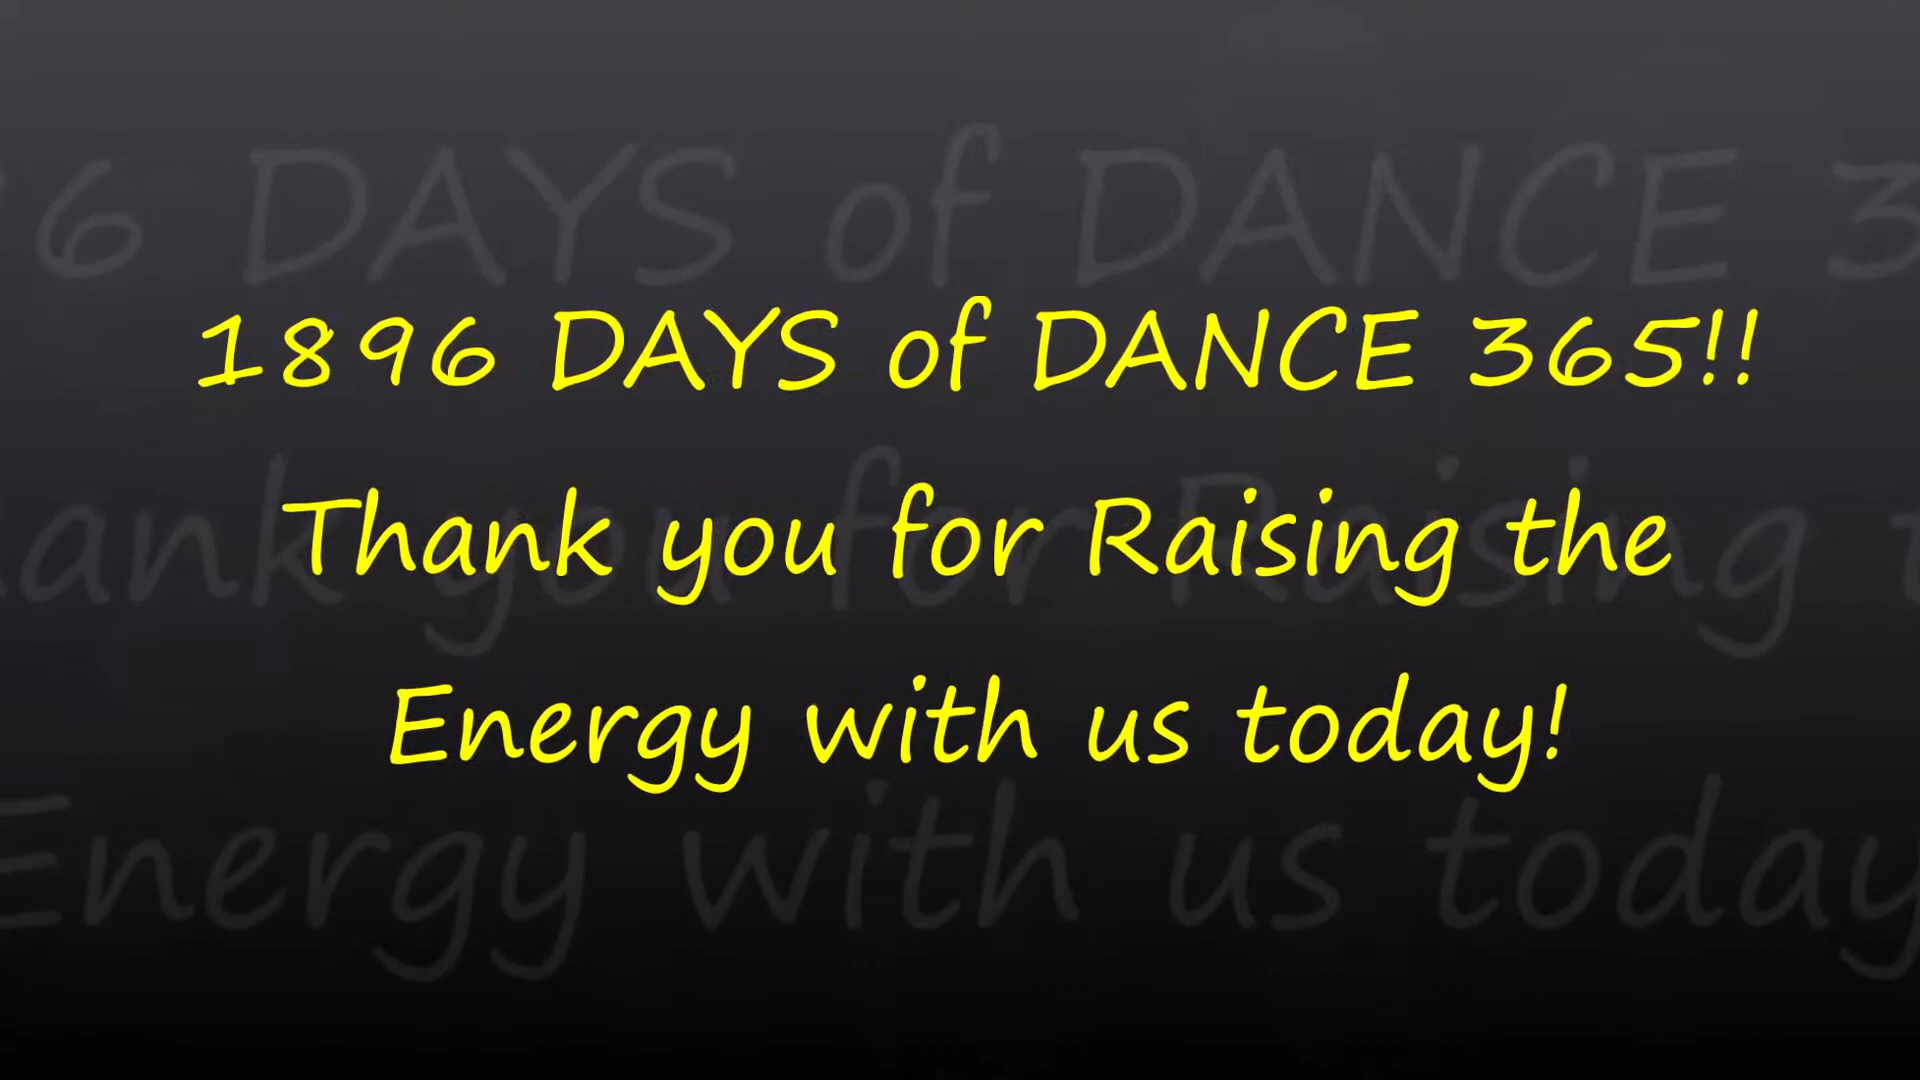 1896 DAYS of DANCE 365!!
Thank you for Raising the
Energy with us today!